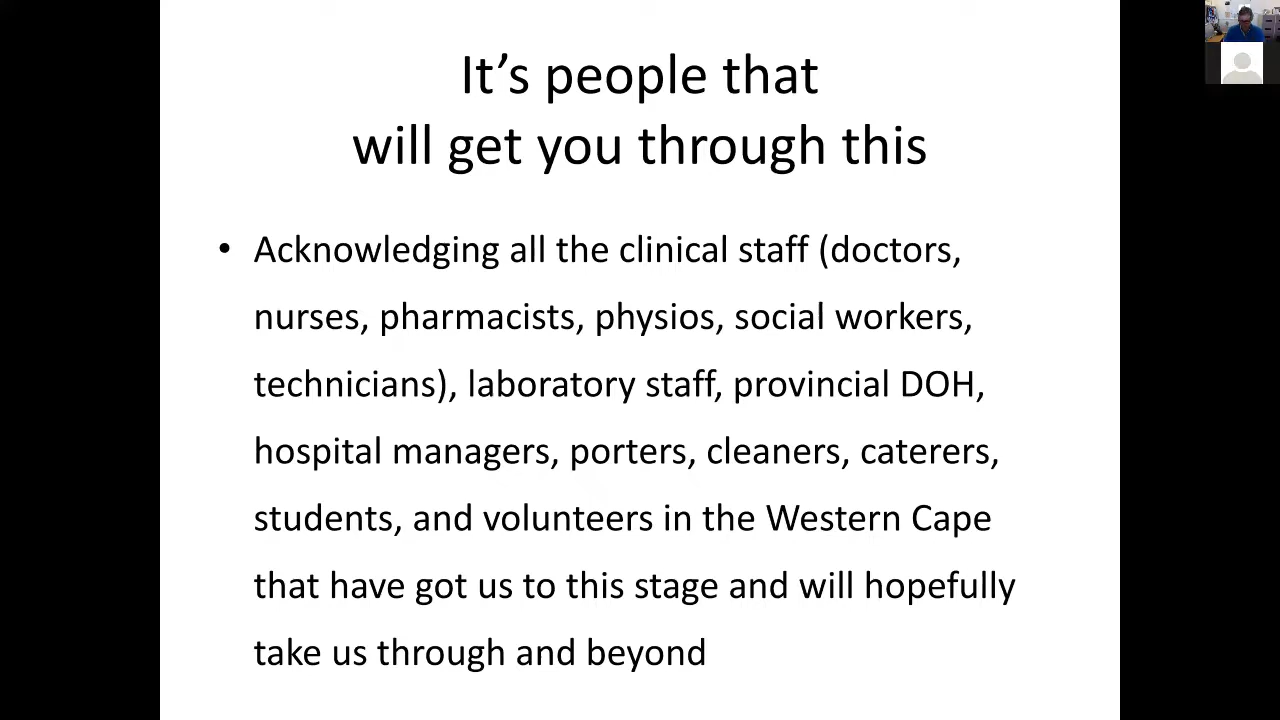 It’s people that
will get you through this
• Acknowledging all the clinical staff (doctors,
nurses, pharmacists, physios, social workers,
technicians), laboratory staff, provincial DOH,
hospital managers, porters, cleaners, caterers,
students, and volunteers in the Western Cape
that have got us to this stage and will hopefully
take us through and beyond